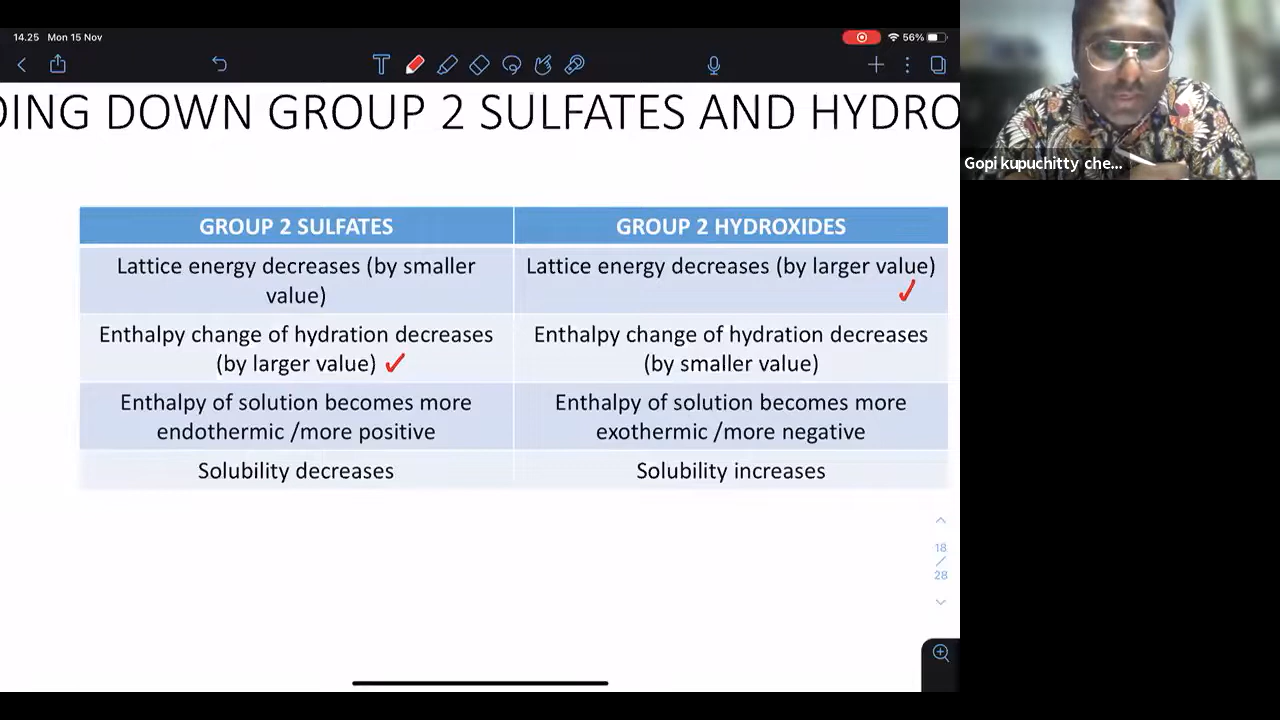 14.25 Mon 15 Nov
56%
DING DOWN GROUP 2 SULFATES AND HYDRO
Gopi kupuchitty che...
GROUP 2 SULFATES
GROUP 2 HYDROXIDES
Lattice energy decreases (by smaller
value)
Lattice energy decreases (by larger value)
Enthalpy change of hydration decreases
(by larger value)
Enthalpy change of hydration decreases
(by smaller value)
Enthalpy of solution becomes more
endothermic /more positive
Enthalpy of solution becomes more
exothermic /more negative
Solubility decreases
Solubility increases
18
/
28